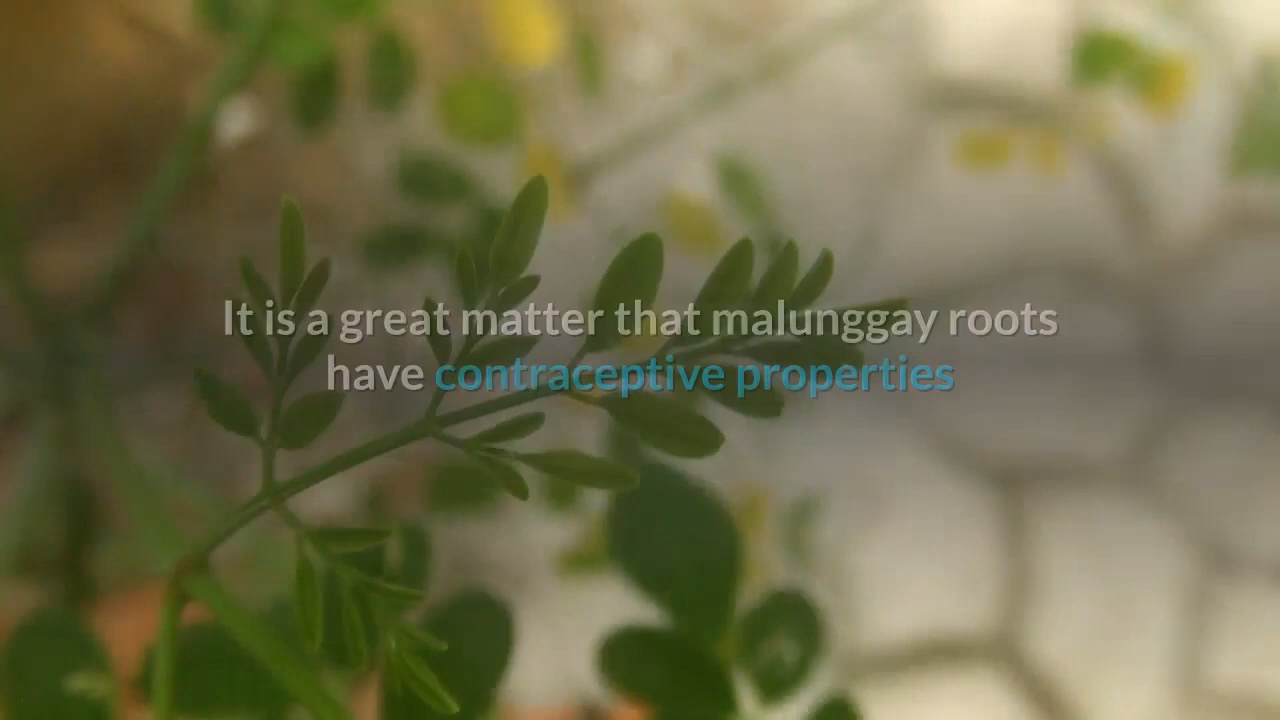 It is a great matter that malunggay roots
have contraceptive properties